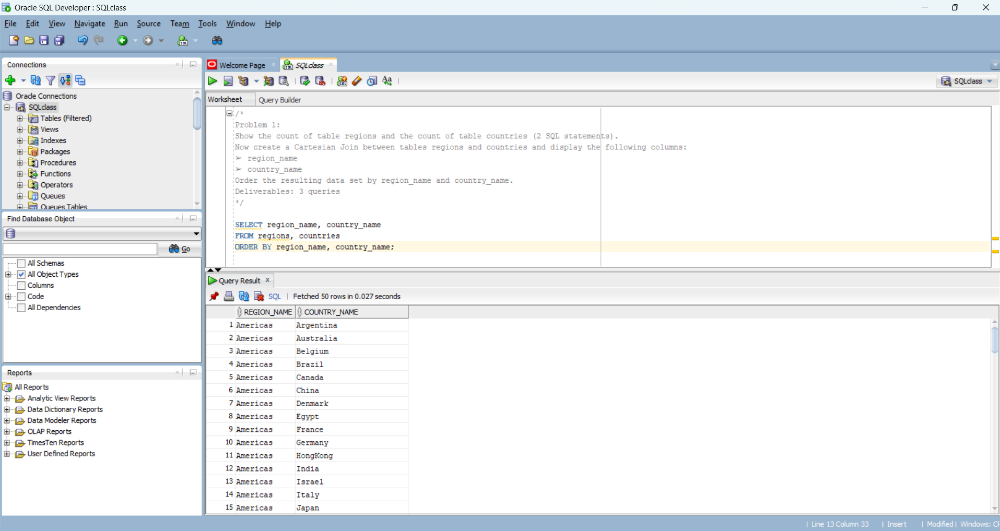 Oracle SQL Developer : SQLclass
File Edit View Navigate Run Source Team Tools Window Help
Connections
Oracle Connections
SQLclass
Tables (Filtered)
Views
Indexes
Packages
Procedures
Functions
Operators
Queues
Queues Tables
Find Database Object
Go
All Schemas
All Object Types
Columns
Code
All Dependencies
Reports
All Reports
Analytic View Reports
Data Dictionary Reports
Data Modeler Reports
OLAP Reports
TimesTen Reports
User Defined Reports
Welcome Page SQLclass
SQLclass
Worksheet Query Builder
/*
Problem 1:
Show the count of table regions and the count of table countries (2 SQL statements).
Now create a Cartesian Join between tables regions and countries and display the following columns:
➢ region_name
➢ country_name
Order the resulting data set by region_name and country_name.
Deliverables: 3 queries
*/
SELECT region_name, country_name
FROM regions, countries
ORDER BY region_name, country_name;
Query Result
SQL | Fetched 50 rows in 0.027 seconds
REGION_NAME COUNTRY_NAME
1 Americas Argentina
2 Americas Australia
3 Americas Belgium
4 Americas Brazil
5 Americas Canada
6 Americas China
7 Americas Denmark
8 Americas Egypt
9 Americas France
10 Americas Germany
11 Americas HongKong
12 Americas India
13 Americas Israel
14 Americas Italy
15 Americas Japan
| Line 13 Column 33 | Insert | Modified | Windows: CF